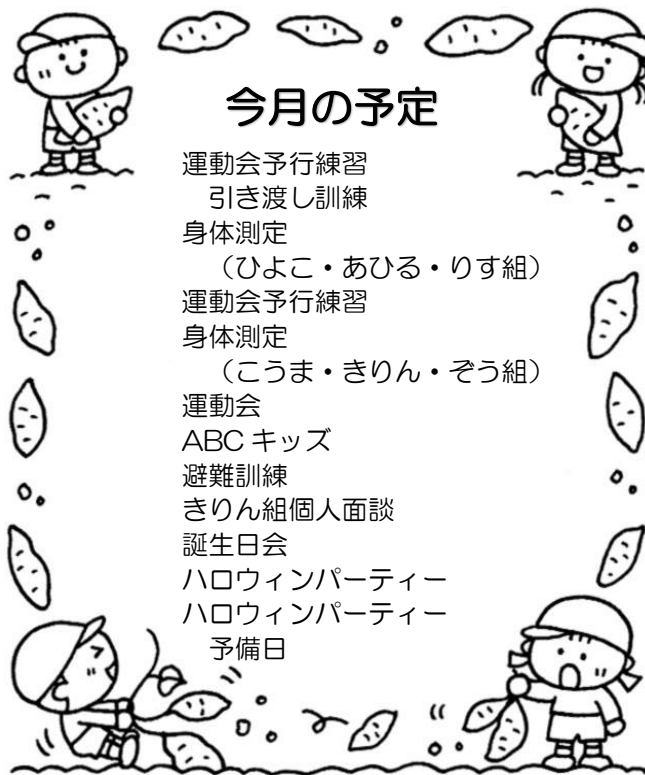 今月の予定
運動会予行練習
引き渡し訓練
身体測定
（ひよこ・あひる・りす組）
運動会予行練習
身体測定
（こうま・きりん・ぞう組）
運動会
ABC キッズ
避難訓練
きりん組個人面談
誕生日会
ハロウィンパーティー
ハロウィンパーティー
予備日